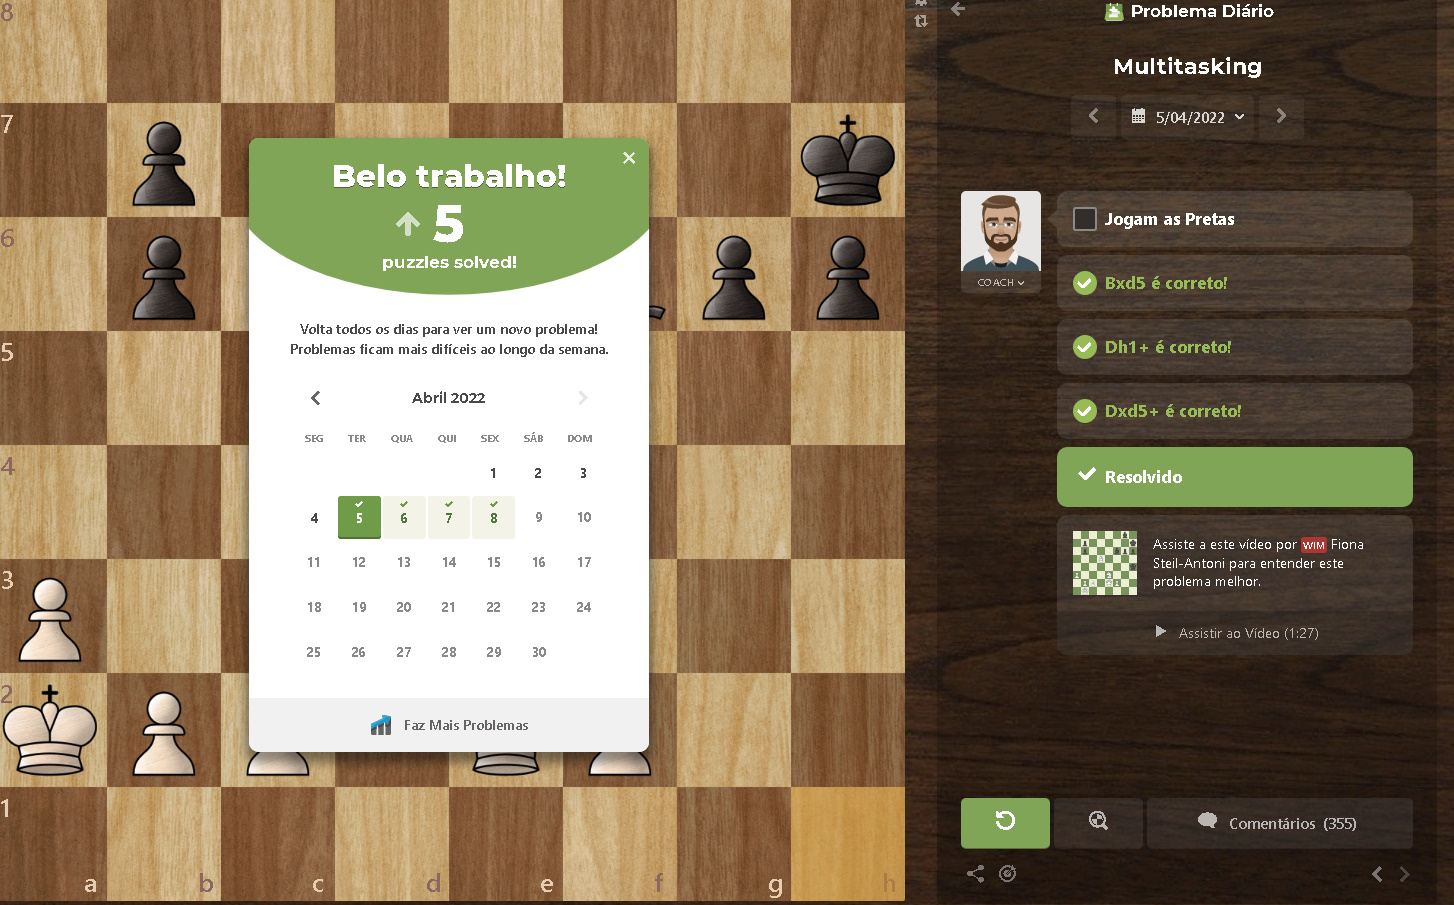 8
7
6
5
4
3
2
1
a
b
c
d
e
f
g
h
Belo trabalho!
5
puzzles solved!
Volta todos os dias para ver um novo problema!
Problemas ficam mais difíceis ao longo da semana.
Abril 2022
SEG TER QUA QUI SEX SÁB DOM
1 2 3
4 5 6 7 8 9 10
11 12 13 14 15 16 17
18 19 20 21 22 23 24
25 26 27 28 29 30
Faz Mais Problemas
Problema Diário
Multitasking
5/04/2022
COACH
Jogam as Pretas
Bxd5 é correto!
Dh1+ é correto!
Dxd5+ é correto!
Resolvido
Assiste a este vídeo por WIM Fiona
Steil-Antoni para entender este
problema melhor.
Assistir ao Vídeo (1:27)
Comentários (355)